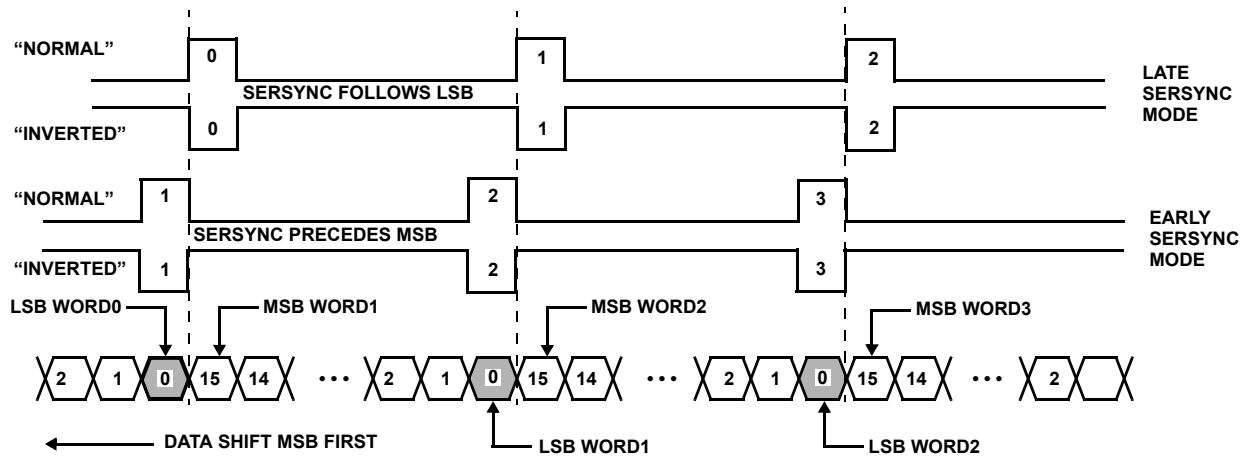 “NORMAL”
0 1 2
SERSYNC FOLLOWS LSB
LATE
SERSYNC
MODE
“INVERTED”
0 1 2
“NORMAL”
1 2 3
SERSYNC PRECEDES MSB
EARLY
SERSYNC
MODE
“INVERTED”
1 2 3
LSB WORD0 MSB WORD1 MSB WORD2 MSB WORD3
2 1 0 15 14 ••• 2 1 0 15 14 ••• 2 1 0 15 14 ••• 2
DATA SHIFT MSB FIRST LSB WORD1 LSB WORD2